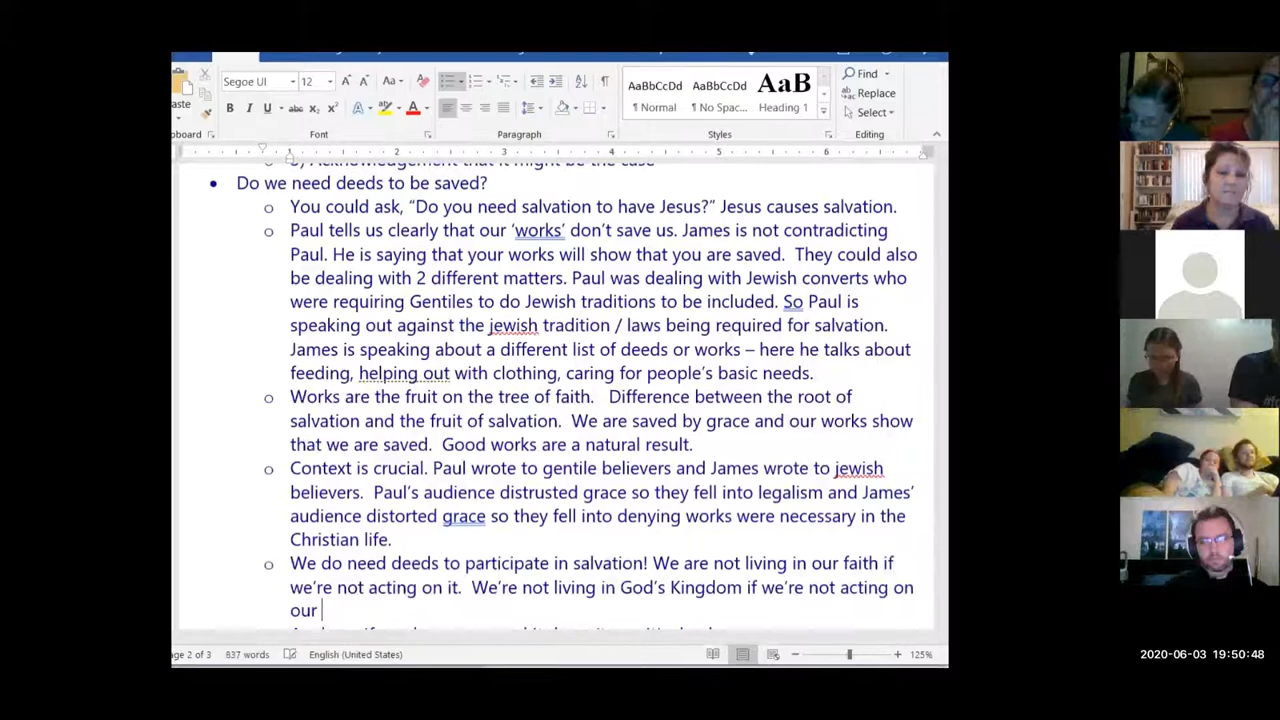 Segoe UI
12
Aa
Find
AaBbCcDd
AaBbCcDd
AaB
Replace
aste
B
I
U
abc
X₂
X²
A
A
¶ Normal
¶ No Spac...
Heading 1
Select
pboard
Font
Paragraph
Styles
Editing
1
2
3
4
5
6
Do we need deeds to be saved?
You could ask, “Do you need salvation to have Jesus?” Jesus causes salvation.
Paul tells us clearly that our ‘works’ don’t save us. James is not contradicting
Paul. He is saying that your works will show that you are saved. They could also
be dealing with 2 different matters. Paul was dealing with Jewish converts who
were requiring Gentiles to do Jewish traditions to be included. So Paul is
speaking out against the jewish tradition / laws being required for salvation.
James is speaking about a different list of deeds or works – here he talks about
feeding, helping out with clothing, caring for people’s basic needs.
Works are the fruit on the tree of faith. Difference between the root of
salvation and the fruit of salvation. We are saved by grace and our works show
that we are saved. Good works are a natural result.
Context is crucial. Paul wrote to gentile believers and James wrote to jewish
believers. Paul’s audience distrusted grace so they fell into legalism and James’
audience distorted grace so they fell into denying works were necessary in the
Christian life.
We do need deeds to participate in salvation! We are not living in our faith if
we’re not acting on it. We’re not living in God’s Kingdom if we’re not acting on
our
age 2 of 3
837 words
English (United States)
125%
2020-06-03 19:50:48